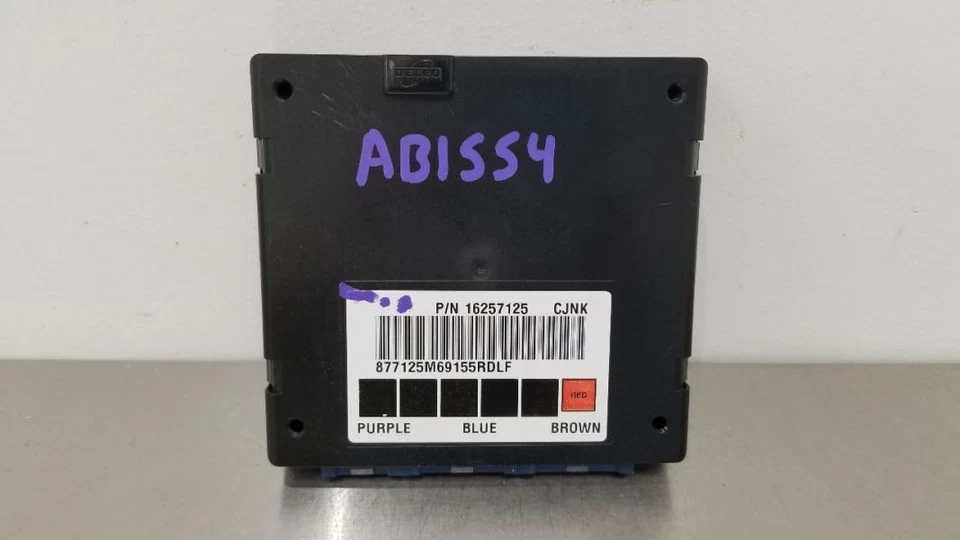 DELCO
AB1554
P/N 16257125 CJNK
877125M69155RDLF
RED
PURPLE BLUE BROWN